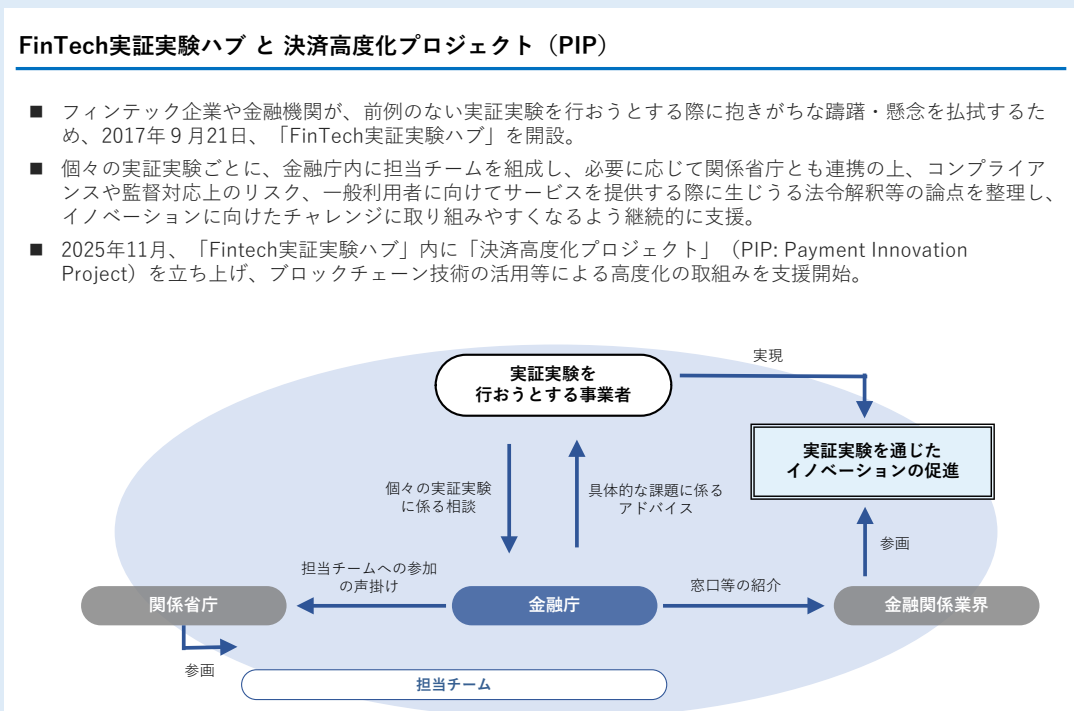 FinTech実証実験ハブ と 決済高度化プロジェクト（PIP）
■ フィンテック企業や金融機関が、前例のない実証実験を行おうとする際に抱きがちな躊躇・懸念を払拭するた
め、2017年９月21日、「FinTech実証実験ハブ」を開設。
■ 個々の実証実験ごとに、金融庁内に担当チームを組成し、必要に応じて関係省庁とも連携の上、コンプライア
ンスや監督対応上のリスク、一般利用者に向けてサービスを提供する際に生じうる法令解釈等の論点を整理し、
イノベーションに向けたチャレンジに取り組みやすくなるよう継続的に支援。
■ 2025年11月、「Fintech実証実験ハブ」内に「決済高度化プロジェクト」（PIP: Payment Innovation
Project）を立ち上げ、ブロックチェーン技術の活用等による高度化の取組みを支援開始。
実現
実証実験を
行おうとする事業者
実証実験を通じた
イノベーションの促進
個々の実証実験
に係る相談
具体的な課題に係る
アドバイス
参画
担当チームへの参加
の声掛け
窓口等の紹介
関係省庁
金融庁
金融関係業界
参画
担当チーム